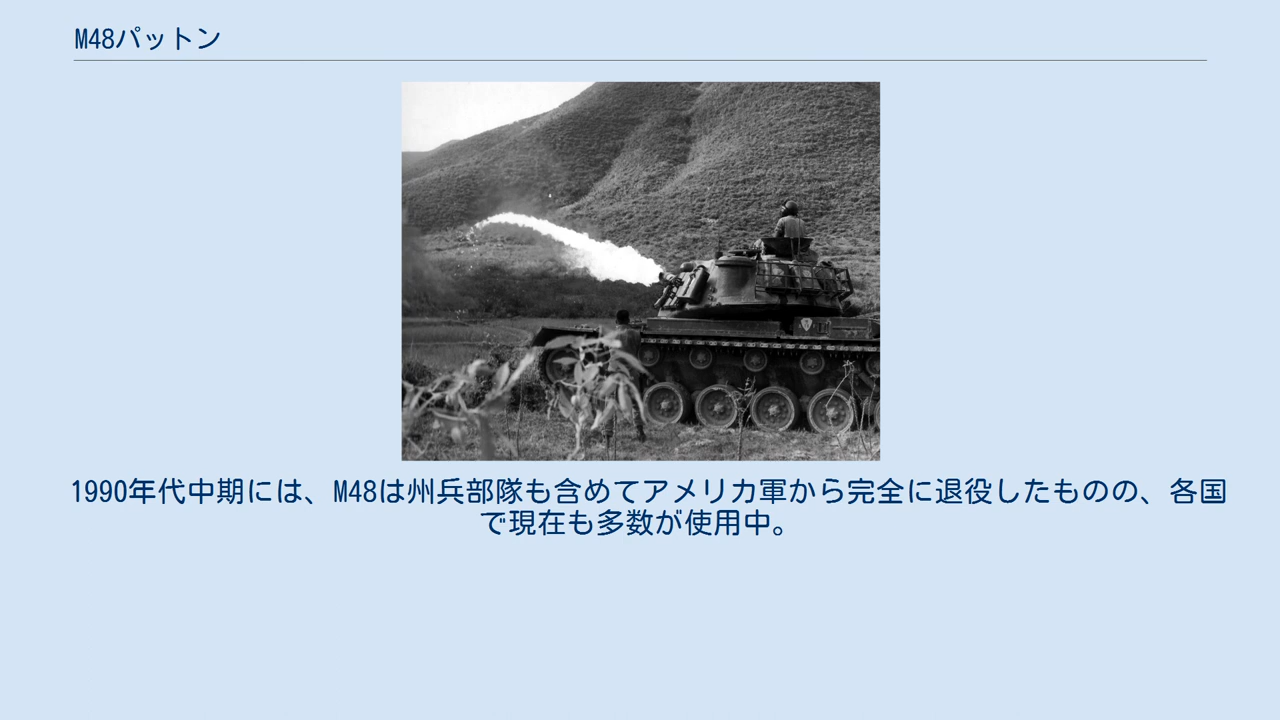 M48パットン
1990年代中期には、M48は州兵部隊も含めてアメリカ軍から完全に退役したものの、各国
で現在も多数が使用中。